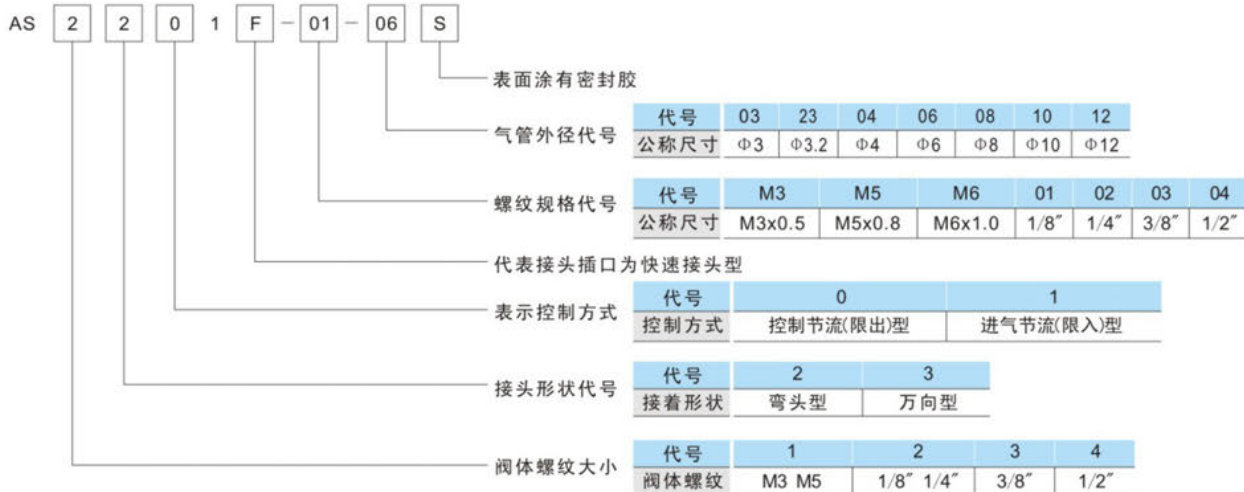 AS 2 2 0 1 F - 01 - 06 S
表面涂有密封胶
气管外径代号
代号 03 23 04 06 08 10 12
公称尺寸 Φ3 Φ3.2 Φ4 Φ6 Φ8 Φ10 Φ12
螺纹规格代号
代号 M3 M5 M6 01 02 03 04
公称尺寸 M3x0.5 M5x0.8 M6x1.0 1/8″ 1/4″ 3/8″ 1/2″
代表接头插口为快速接头型
表示控制方式
代号 0 1
控制方式 控制节流(限出)型 进气节流(限入)型
接头形状代号
代号 2 3
接着形状 弯头型 万向型
阀体螺纹大小
代号 1 2 3 4
阀体螺纹 M3 M5 1/8″ 1/4″ 3/8″ 1/2″